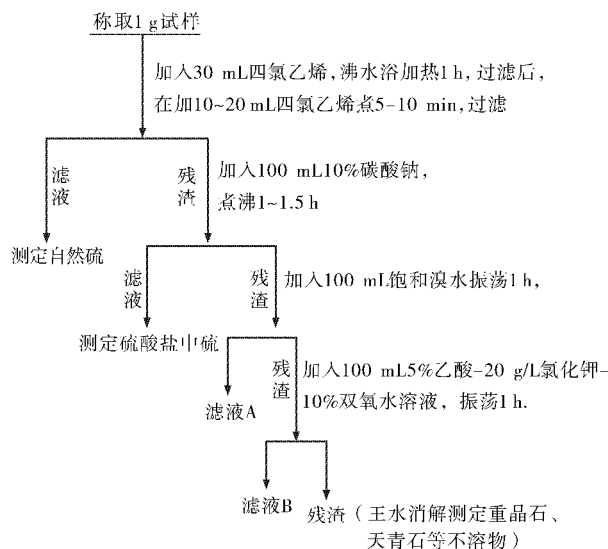 称取1 g试样
加入30 mL四氯乙烯,沸水浴加热1 h,过滤后,
在加10~20 mL四氯乙烯煮5-10 min,过滤
滤液
残渣
加入100 mL10%碳酸钠,
煮沸1~1.5 h
测定自然硫
滤液
残渣
加入100 mL饱和溴水振荡1 h,
测定硫酸盐中硫
残渣
加入100 mL5%乙酸-20 g/L氯化钾-
10%双氧水溶液，振荡1 h.
滤液A
滤液B
残渣（王水消解测定重晶石、
天青石等不溶物）